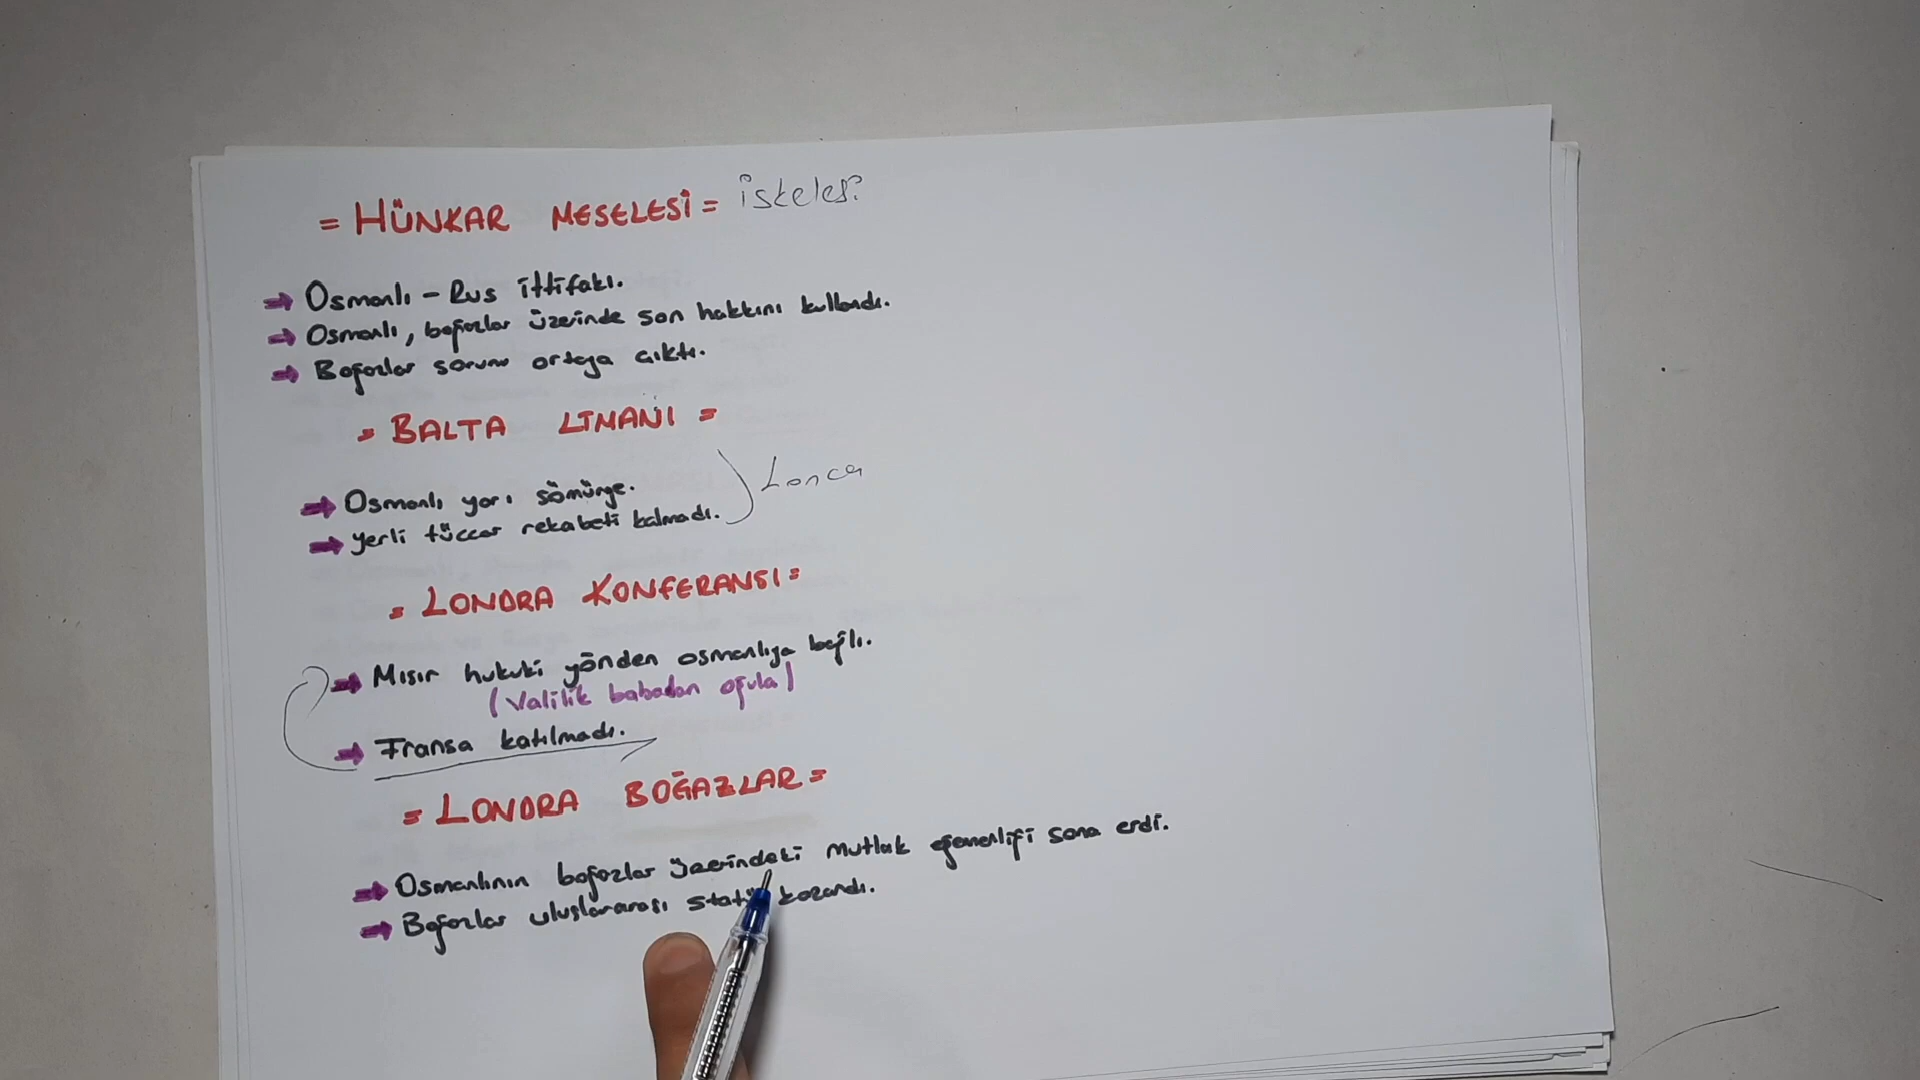 = HÜNKAR MESELESİ = İskelesi
→ Osmanlı - Rus ittifakı.
→ Osmanlı, boğazlar üzerinde son hakkını kullandı.
→ Boğazlar sorunu ortaya çıktı.
= BALTA LİMANI =
→ Osmanlı yarı sömürge.
→ yerli tüccar rekabeti kalmadı.
Lonca
= LONDRA KONFERANSI =
→ Mısır hukuki yönden osmanlıya bağlı.
(Valilik babadan oğula)
→ Fransa katılmadı.
= LONDRA BOĞAZLAR =
→ Osmanlının boğazlar üzerindeki mutlak egemenliği sona erdi.
→ Boğazlar uluslararası statü kazandı.